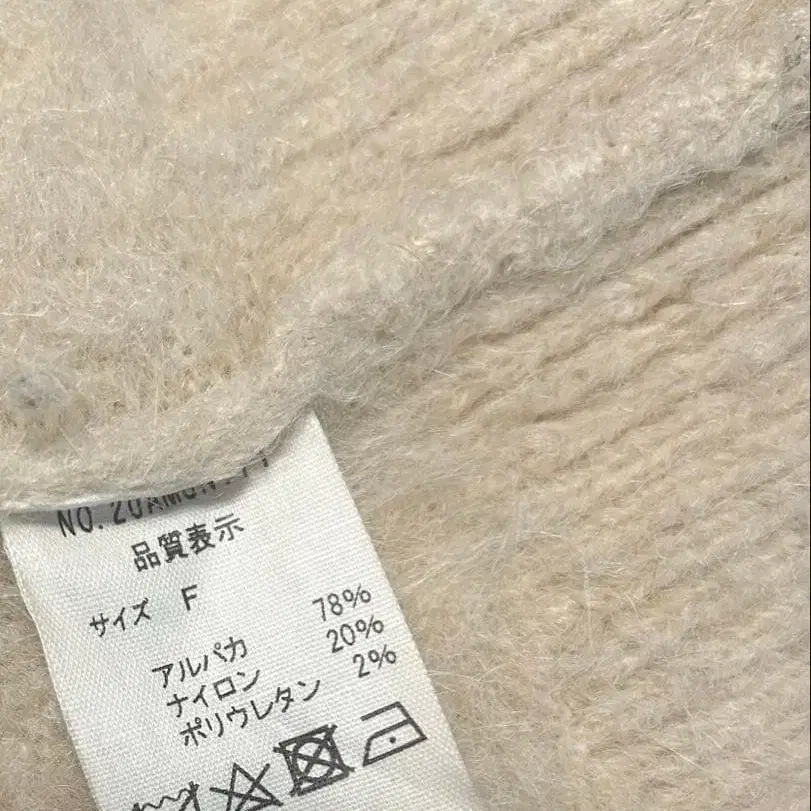 品質表示
サイズ F
アルパカ 78%
ナイロン 20%
ポリウレタン 2%